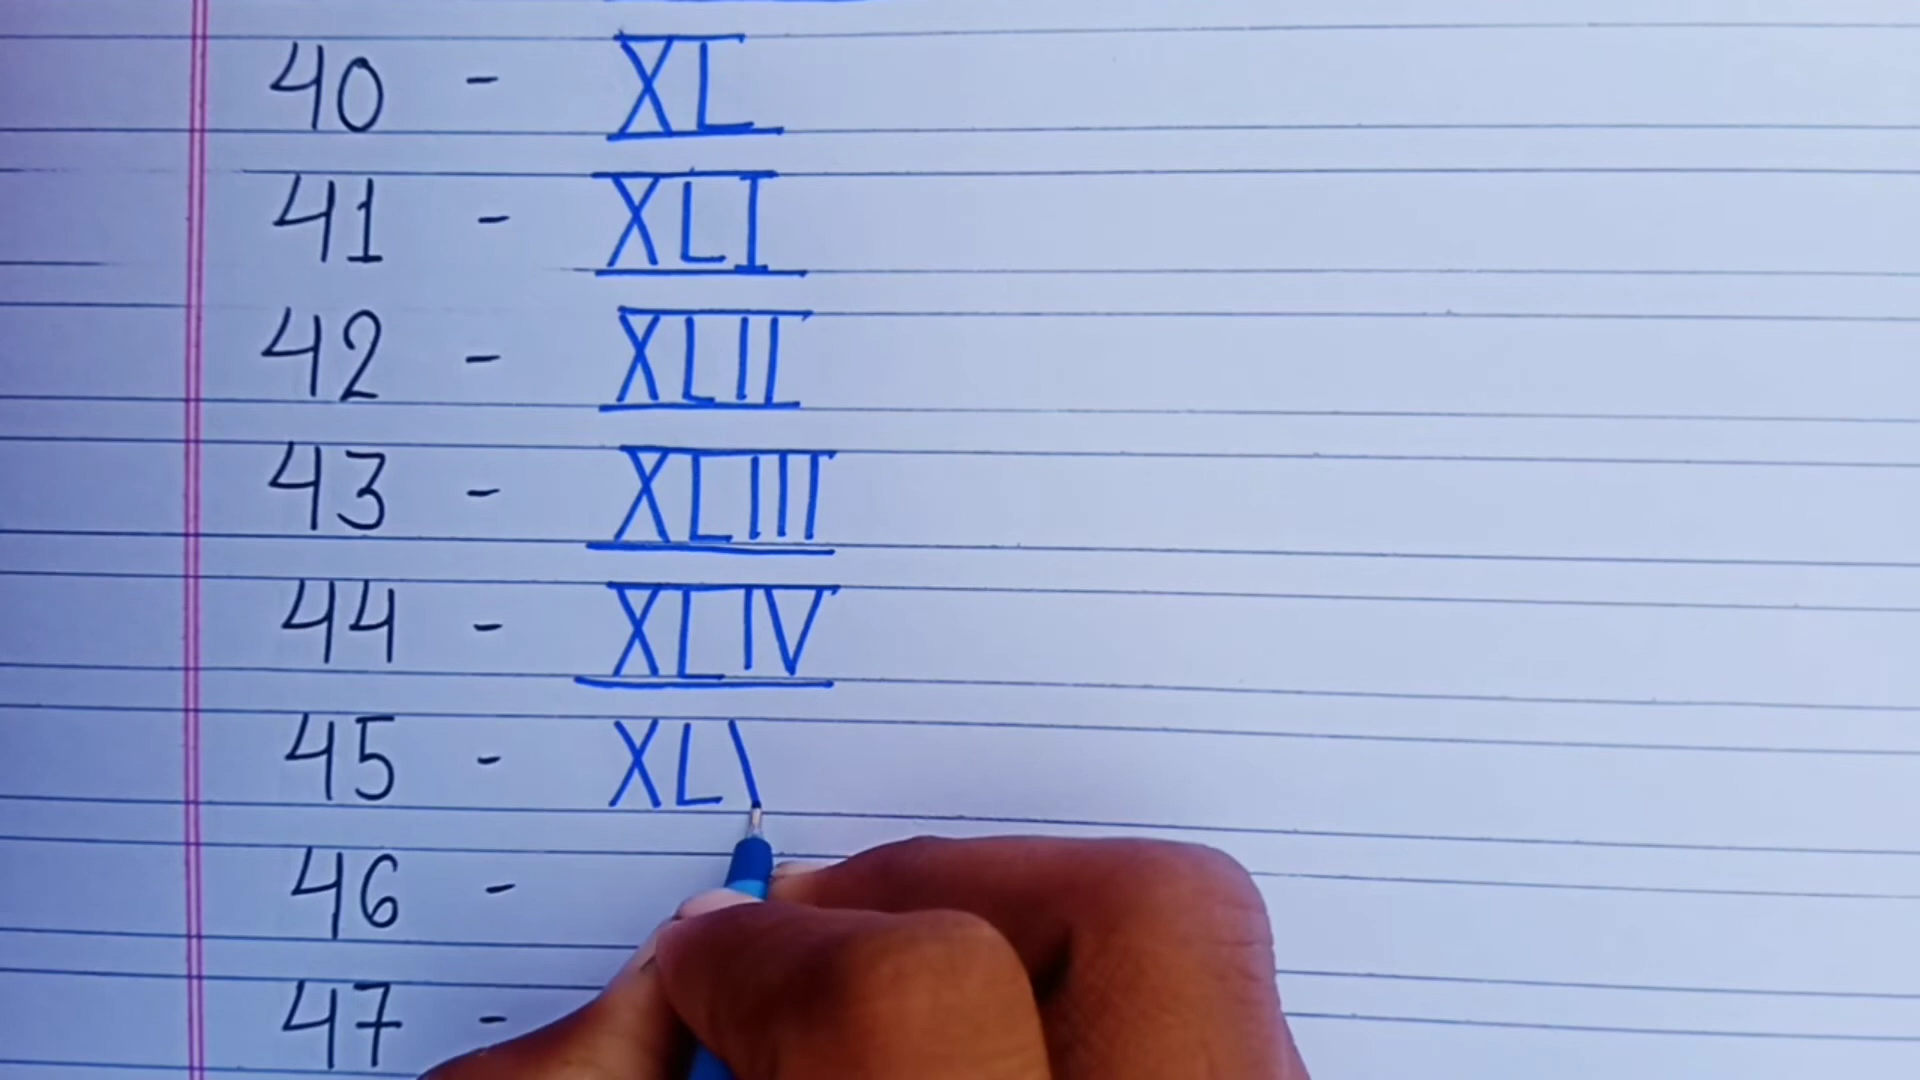 40 - XL
41 - XLI
42 - XLII
43 - XLIII
44 - XLIV
45 - XL\
46 -
47 -